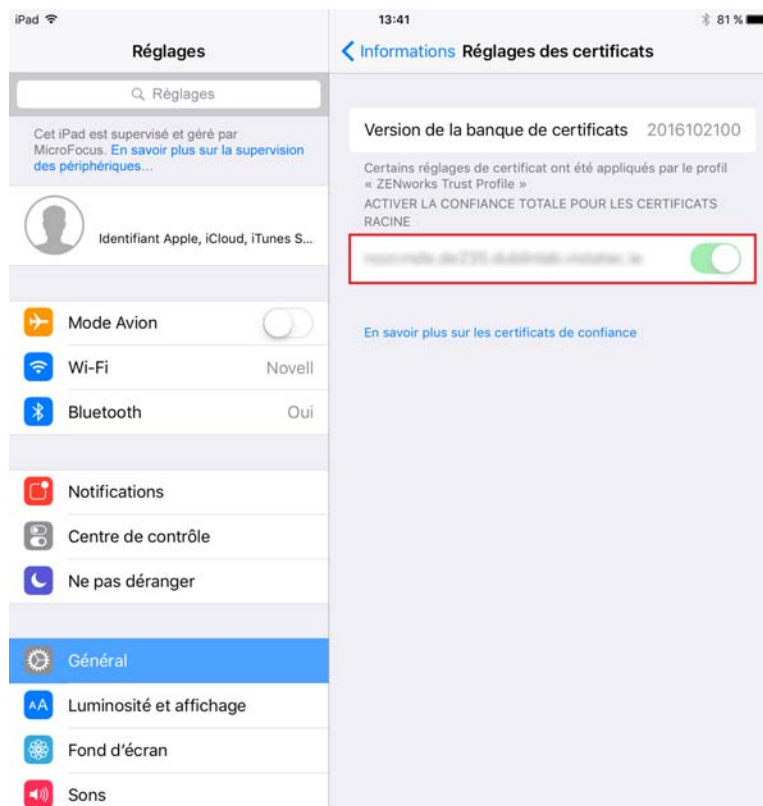 iPad
13:41
81 %
Réglages
Informations
Réglages des certificats
Réglages
Cet iPad est supervisé et géré par
MicroFocus. En savoir plus sur la supervision
des périphériques…
Identifiant Apple, iCloud, iTunes S...
Mode Avion
Wi-Fi
Novell
Bluetooth
Oui
Notifications
Centre de contrôle
Ne pas déranger
Général
AA
Luminosité et affichage
Fond d'écran
Sons
Version de la banque de certificats
2016102100
Certains réglages de certificat ont été appliqués par le profil
« ZENworks Trust Profile »
ACTIVER LA CONFIANCE TOTALE POUR LES CERTIFICATS
RACINE
En savoir plus sur les certificats de confiance